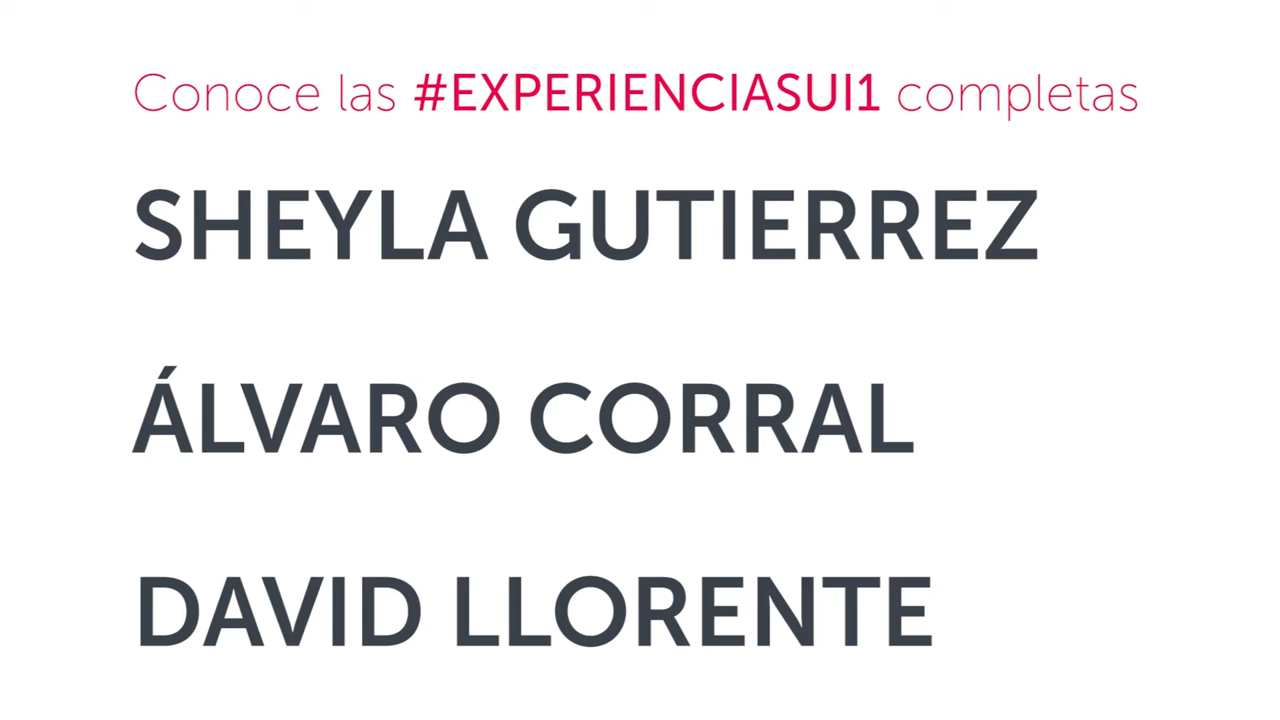 Conoce las #EXPERIENCIASUI1 completas
SHEYLA GUTIERREZ
ÁLVARO CORRAL
DAVID LLORENTE